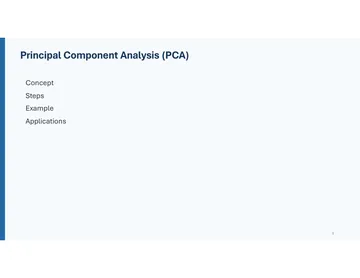 Principal Component Analysis (PCA)
Concept
Steps
Example
Applications